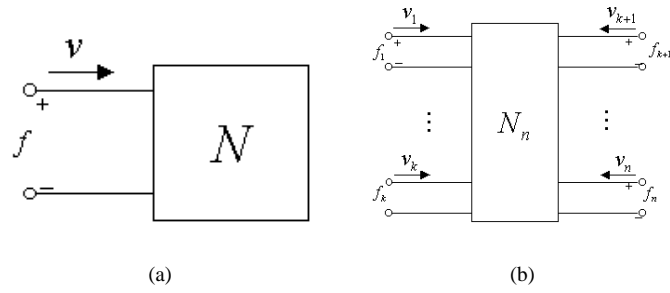 v
+
f
−
N
(a)
v1
+
f1
−
⋮
vk
fk
Nn
vk+1
+
fk+1
−
⋮
vn
+
fn
−
(b)